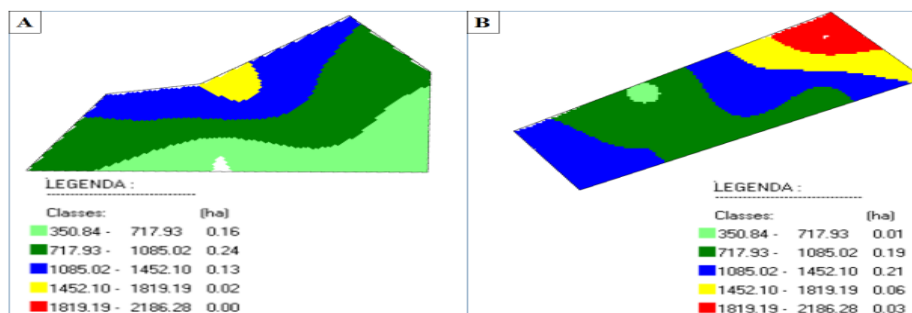 A
LEGENDA :
Classes: (ha)
350.84 - 717.93 0.16
717.93 - 1085.02 0.24
1085.02 - 1452.10 0.13
1452.10 - 1819.19 0.02
1819.19 - 2186.28 0.00
B
LEGENDA :
Classes: (ha)
350.84 - 717.93 0.01
717.93 - 1085.02 0.19
1085.02 - 1452.10 0.21
1452.10 - 1819.19 0.06
1819.19 - 2186.28 0.03